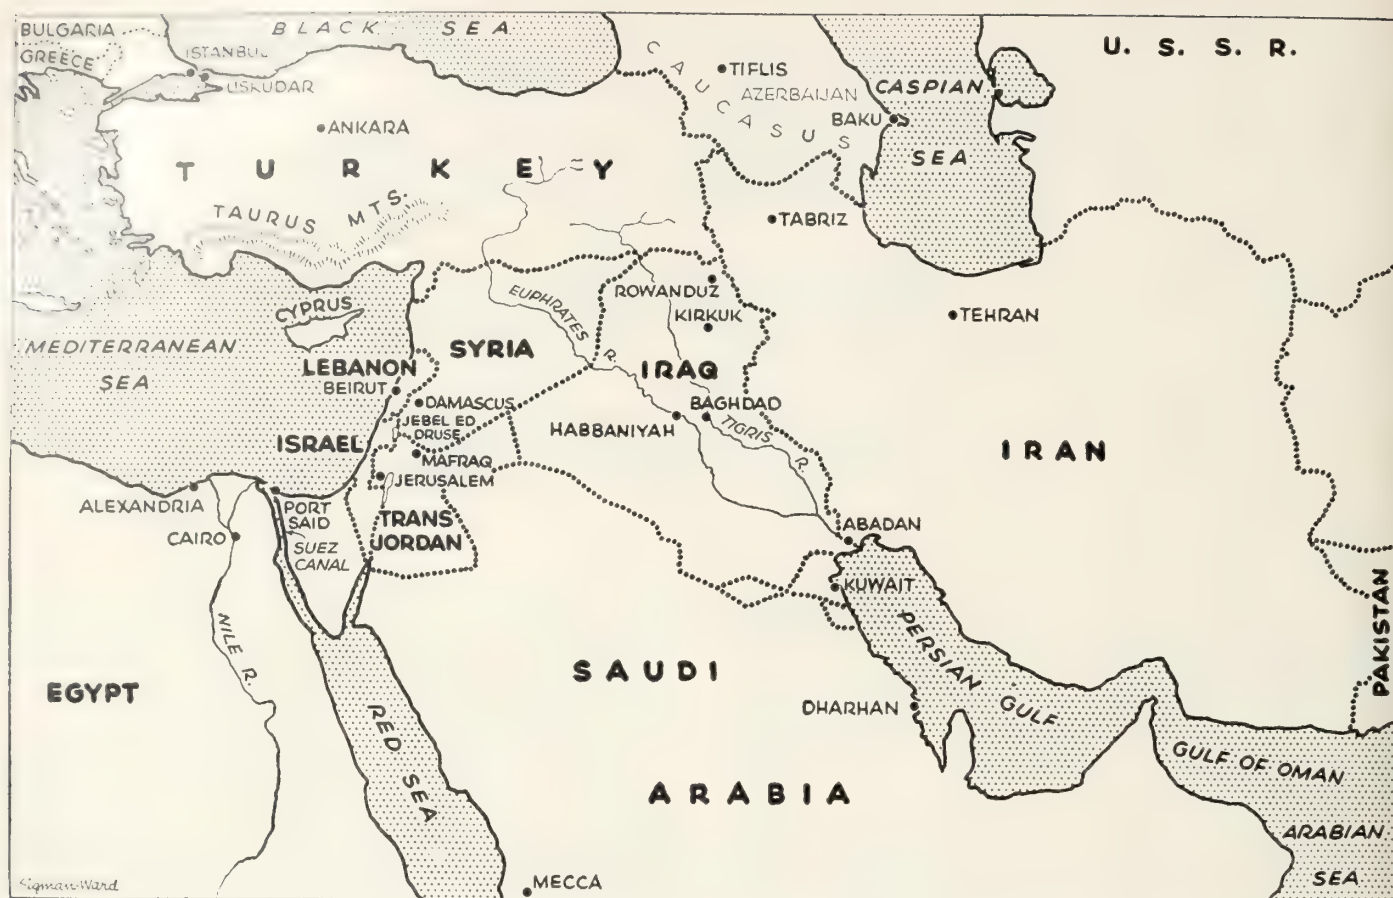 BULGARIA
BLACK SEA
U. S. S. R.
GREECE
ISTANBUL
USKUDAR
CAUCASUS
TIFLIS
AZERBAIJAN
CASPIAN
SEA
BAKU
ANKARA
TURKEY
TAURUS MTS.
TABRIZ
ROWANDUZ
KIRKUK
EUPHRATES R.
TEHRAN
CYPRUS
MEDITERRANEAN
SEA
SYRIA
LEBANON
BEIRUT
IRAQ
DAMASCUS
BAGHDAD
JEBEL ED
DRUSE
HABBANIYAH
TIGRIS R.
ISRAEL
IRAN
MAFRAQ
JERUSALEM
ALEXANDRIA
PORT
SAID
CAIRO
SUEZ
CANAL
TRANS
JORDAN
ABADAN
KUWAIT
PAKISTAN
NILE R.
PERSIAN GULF
EGYPT
SAUDI
RED SEA
DHARHAN
GULF OF OMAN
ARABIA
ARABIAN
SEA
MECCA
Sigman-Ward